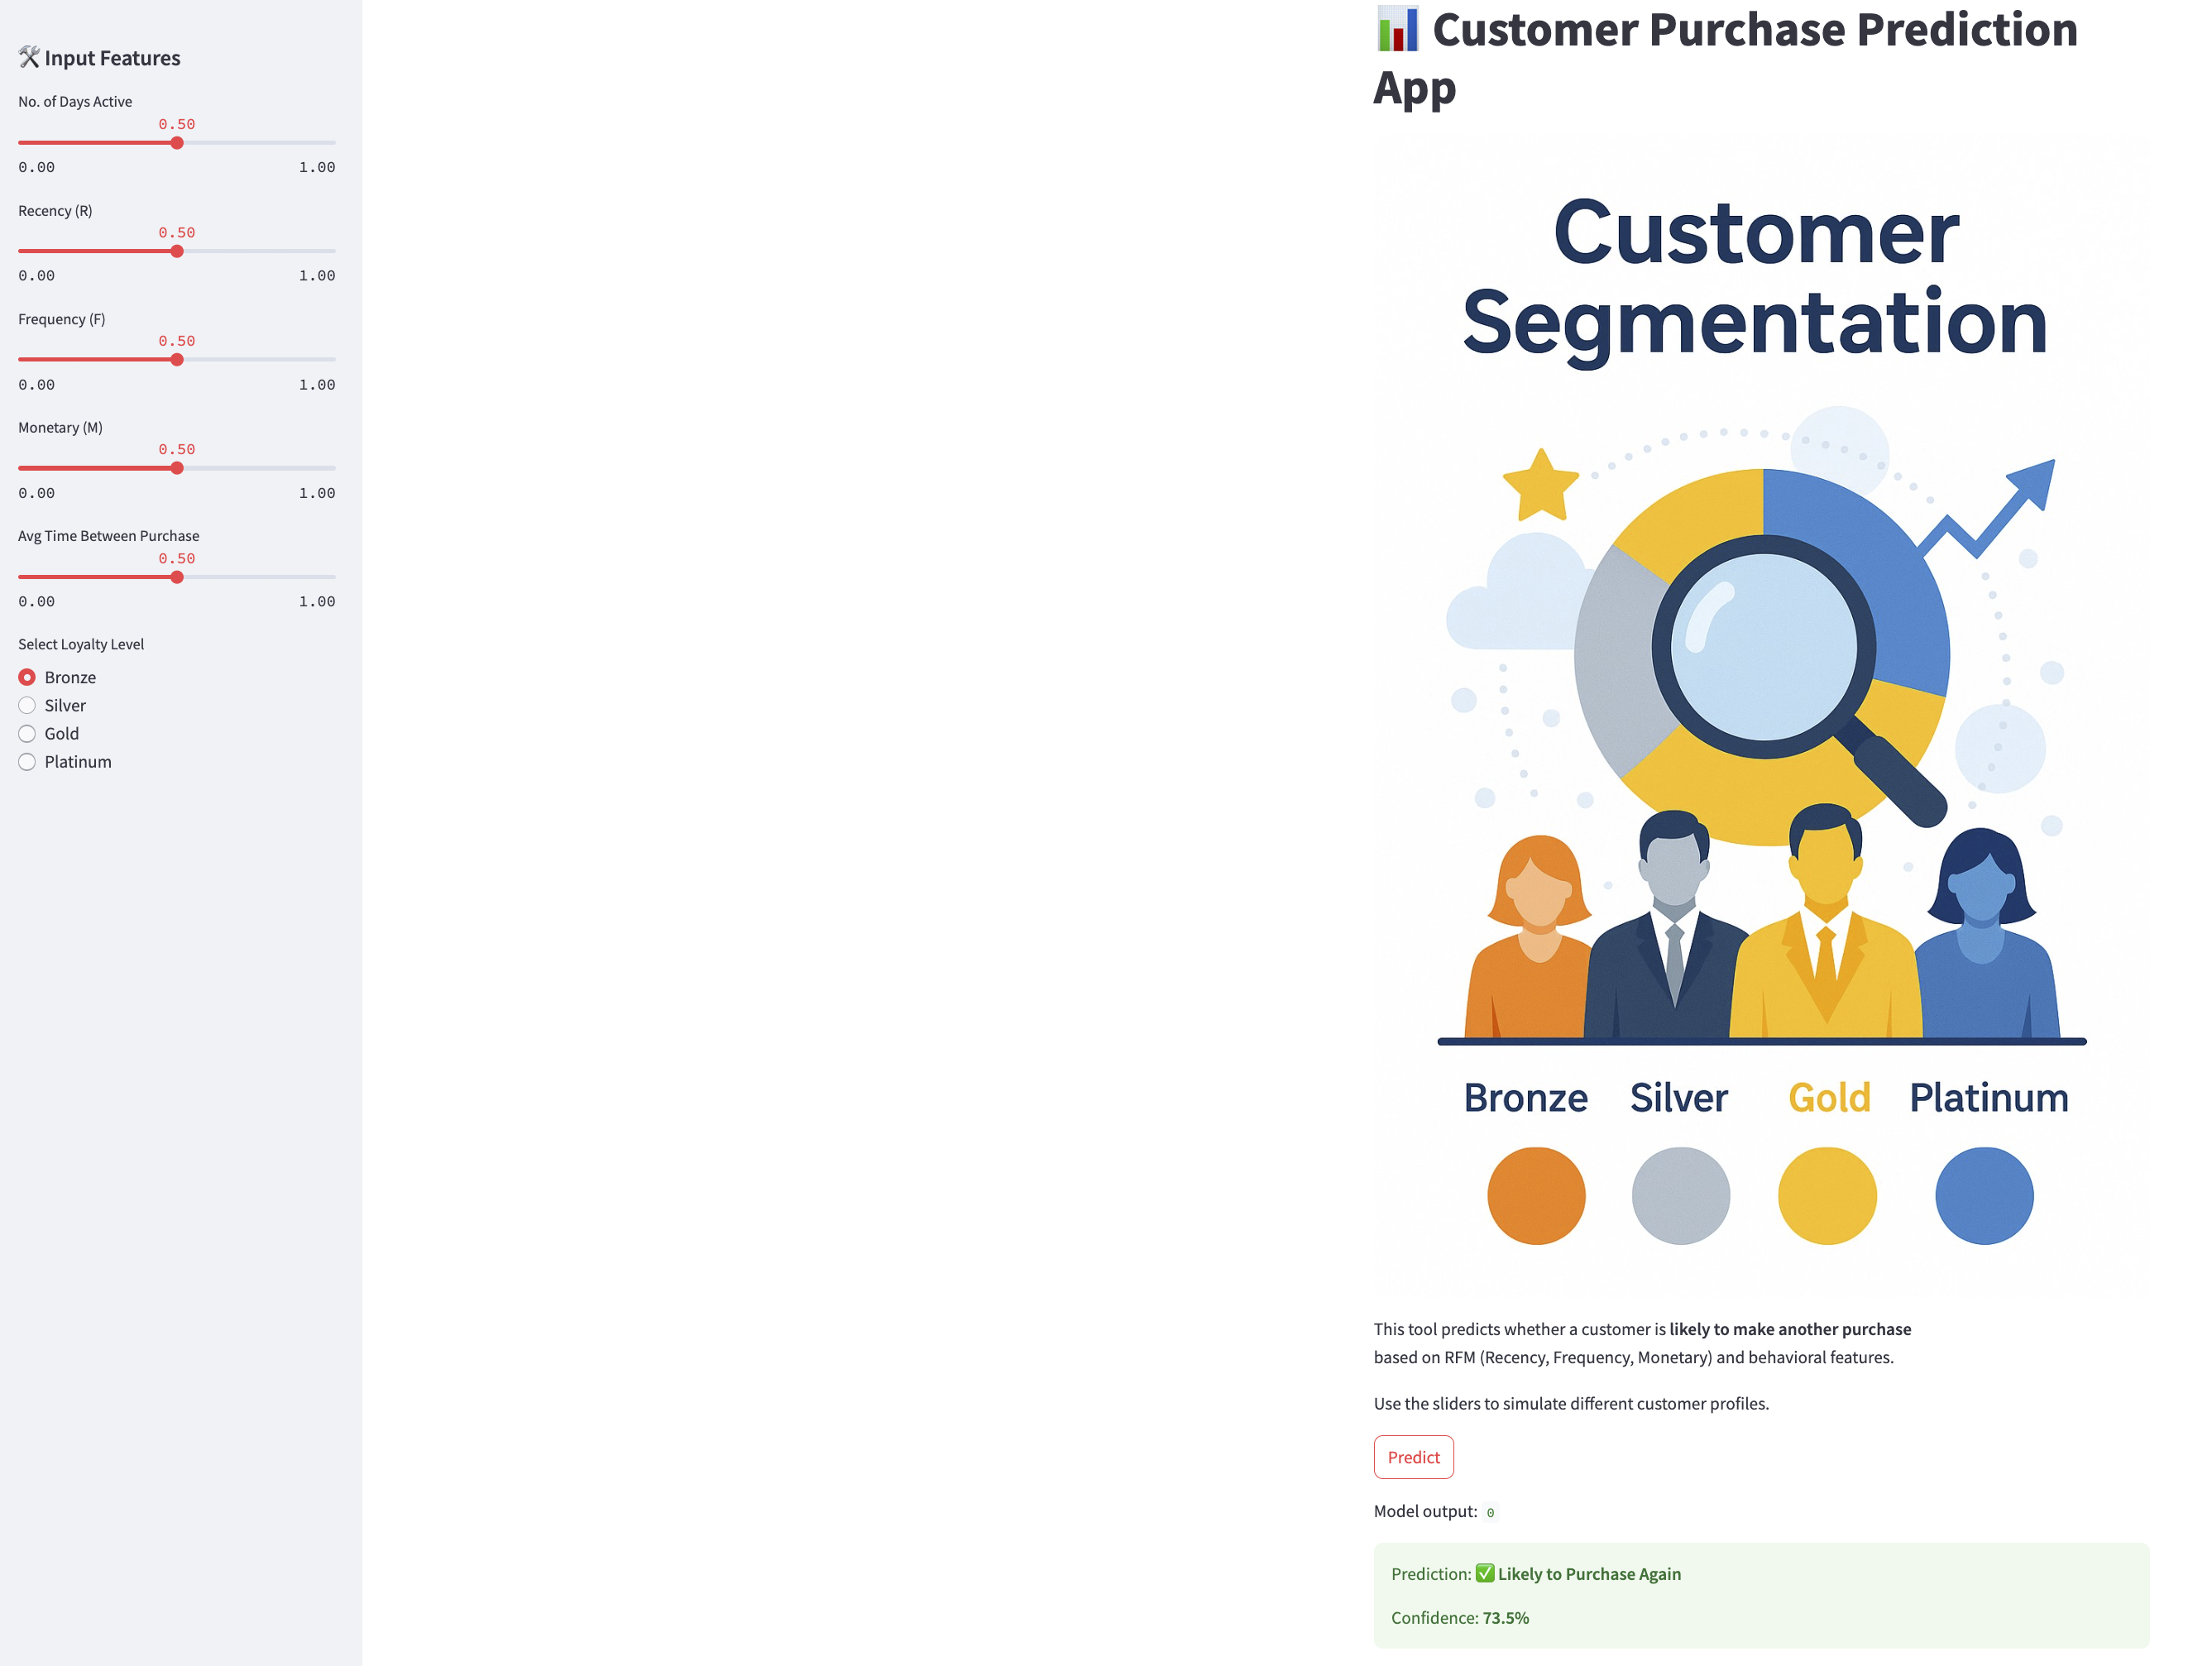 🛠️ Input Features
No. of Days Active
0.50
0.00 1.00
Recency (R)
0.50
0.00 1.00
Frequency (F)
0.50
0.00 1.00
Monetary (M)
0.50
0.00 1.00
Avg Time Between Purchase
0.50
0.00 1.00
Select Loyalty Level
Bronze
Silver
Gold
Platinum
📊 Customer Purchase Prediction
App
Customer
Segmentation
Bronze Silver Gold Platinum
This tool predicts whether a customer is likely to make another purchase
based on RFM (Recency, Frequency, Monetary) and behavioral features.
Use the sliders to simulate different customer profiles.
Predict
Model output: 0
Prediction: ✅ Likely to Purchase Again
Confidence: 73.5%